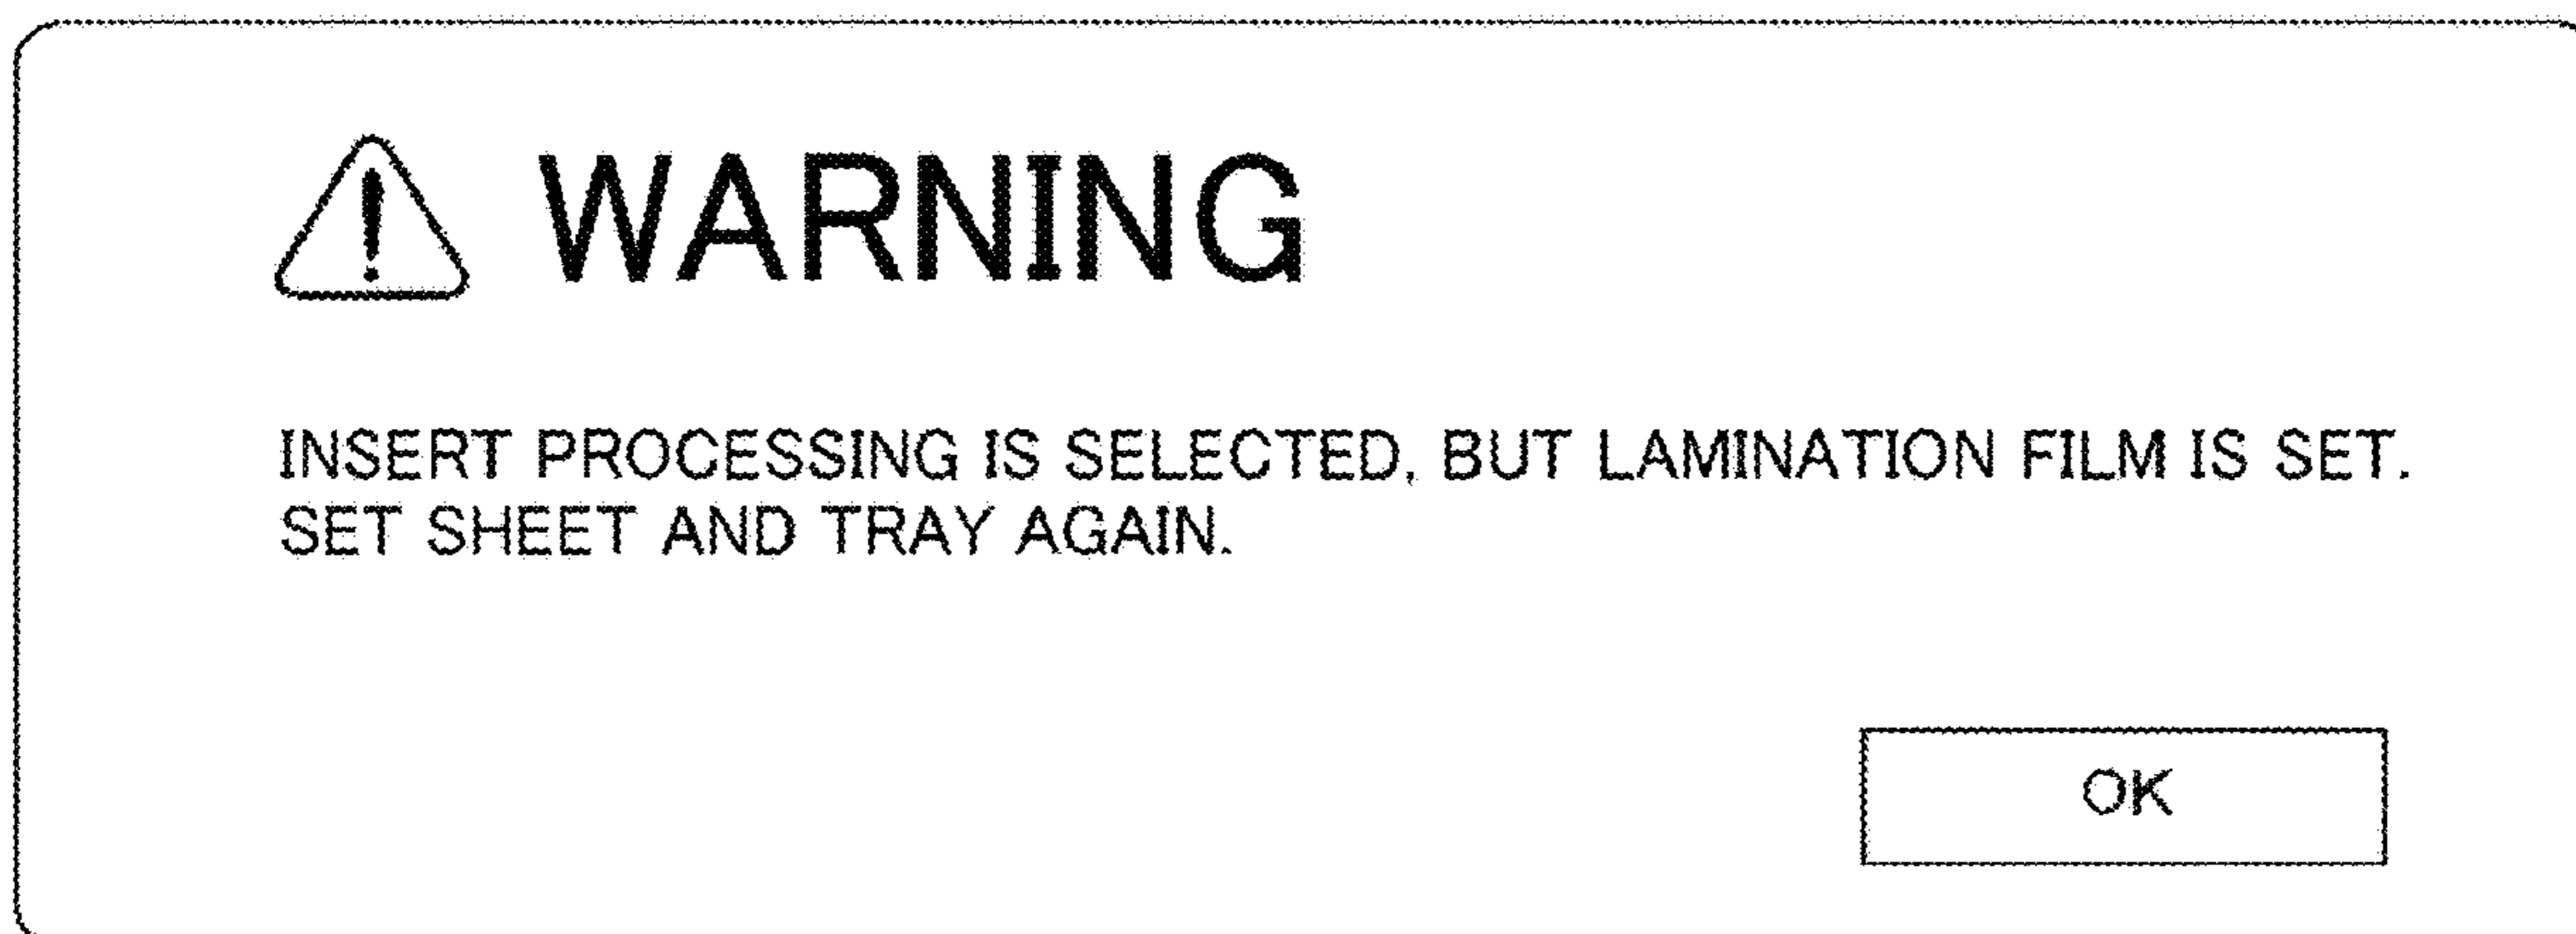 WARNING
INSERT PROCESSING IS SELECTED, BUT LAMINATION FILM IS SET.
SET SHEET AND TRAY AGAIN.
OK